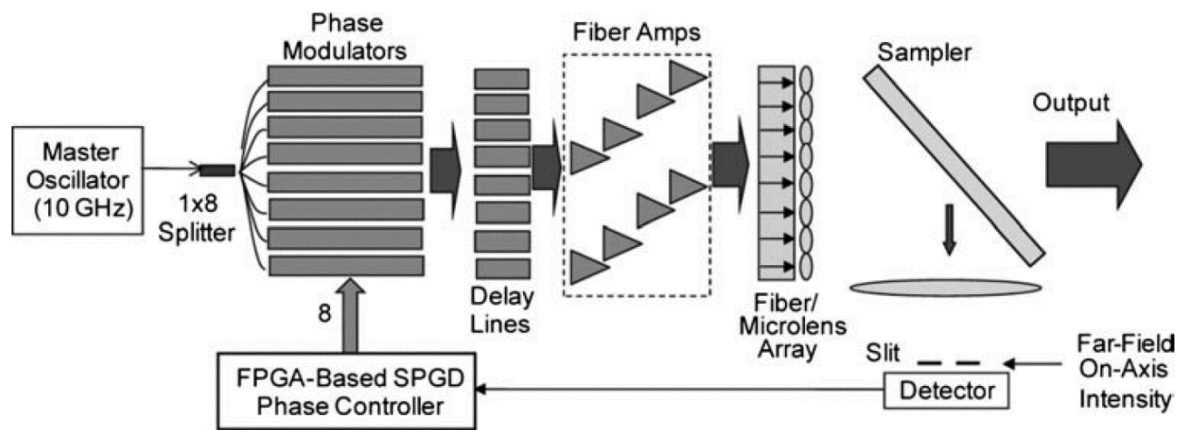 Phase
Modulators
Fiber Amps
Sampler
Output
Master
Oscillator
(10 GHz)
1x8
Splitter
Delay
Lines
Fiber/
Microlens
Array
8
FPGA-Based SPGD
Phase Controller
Slit
Detector
Far-Field
On-Axis
Intensity